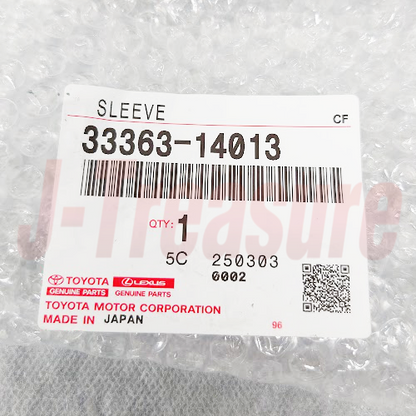 SLEEVE
CF
33363-14013
J-Treasure
QTY: 1
5C 250303
0002
TOYOTA LEXUS
GENUINE PARTS GENUINE PARTS
TOYOTA MOTOR CORPORATION
MADE IN JAPAN
96